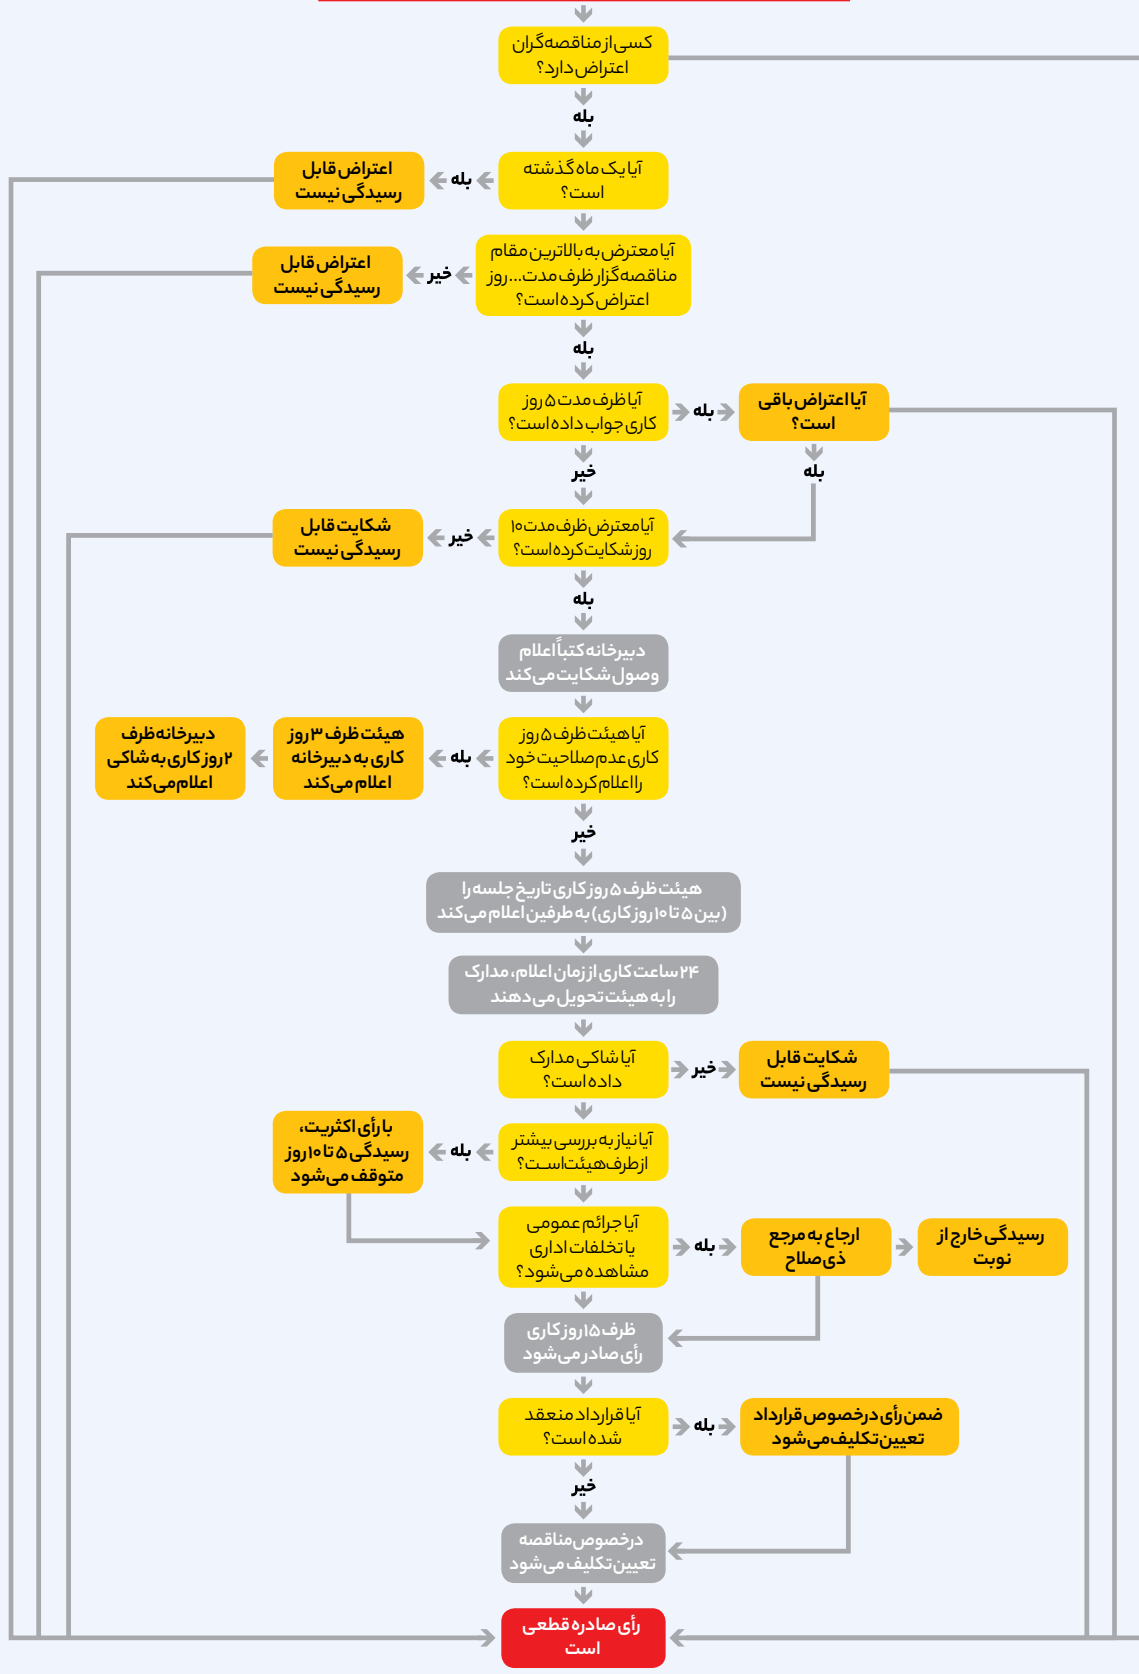 کسی از مناقصه‌گران
اعتراض دارد؟
بله
آیا یک ماه گذشته
است؟
بله
اعتراض قابل
رسیدگی نیست
آیا معترض به بالاترین مقام
مناقصه‌گزار ظرف مدت... روز
اعتراض کرده است؟
خیر
اعتراض قابل
رسیدگی نیست
بله
آیا ظرف مدت ۵ روز
کاری جواب داده است؟
بله
آیا اعتراض باقی
است؟
بله
خیر
آیا معترض ظرف مدت ۱۰
روز شکایت کرده است؟
خیر
شکایت قابل
رسیدگی نیست
بله
دبیرخانه کتباً اعلام
وصول شکایت می‌کند
آیا هیئت ظرف ۵ روز
کاری عدم صلاحیت خود
را اعلام کرده است؟
بله
هیئت ظرف ۳ روز
کاری به دبیرخانه
اعلام می‌کند
دبیرخانه ظرف
۲ روز کاری به شاکی
اعلام می‌کند
خیر
هیئت ظرف ۵ روز کاری تاریخ جلسه را
(بین ۵ تا ۱۰ روز کاری) به طرفین اعلام می‌کند
۲۴ ساعت کاری از زمان اعلام، مدارک
را به هیئت تحویل می‌دهند
آیا شاکی مدارک
داده است؟
خیر
شکایت قابل
رسیدگی نیست
آیا نیاز به بررسی بیشتر
از طرف هیئت اسـت؟
بله
با رأی اکثریت،
رسیدگی ۵ تا ۱۰ روز
متوقف می‌شود
آیا جرائم عمومی
یا تخلفات اداری
مشاهده می‌شود؟
بله
ارجاع به مرجع
ذی‌صلاح
رسیدگی خارج از
نوبت
ظرف ۱۵ روز کاری
رأی صادر می‌شود
آیا قرارداد منعقد
شده است؟
بله
ضمن رأی در خصوص قرارداد
تعیین تکلیف می‌شود
خیر
در خصوص مناقصه
تعیین تکلیف می‌شود
رأی صادره قطعی
است